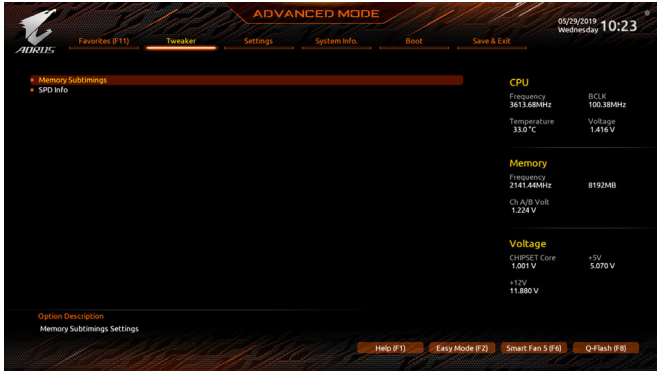 ADVANCED MODE
05/29/2019 Wednesday 10:23
AORUS
Favorites (F11) Tweaker Settings System Info. Boot Save & Exit
Memory Subtimings
SPD Info
CPU
Frequency BCLK
3613.68MHz 100.38MHz
Temperature Voltage
33.0 °C 1.416 V
Memory
Frequency
2141.44MHz 8192MB
Ch A/B Volt
1.224 V
Voltage
CHIPSET Core +5V
1.001 V 5.070 V
+12V
11.880 V
Option Description
Memory Subtimings Settings
Help (F1) Easy Mode (F2) Smart Fan 5 (F6) Q-Flash (F8)